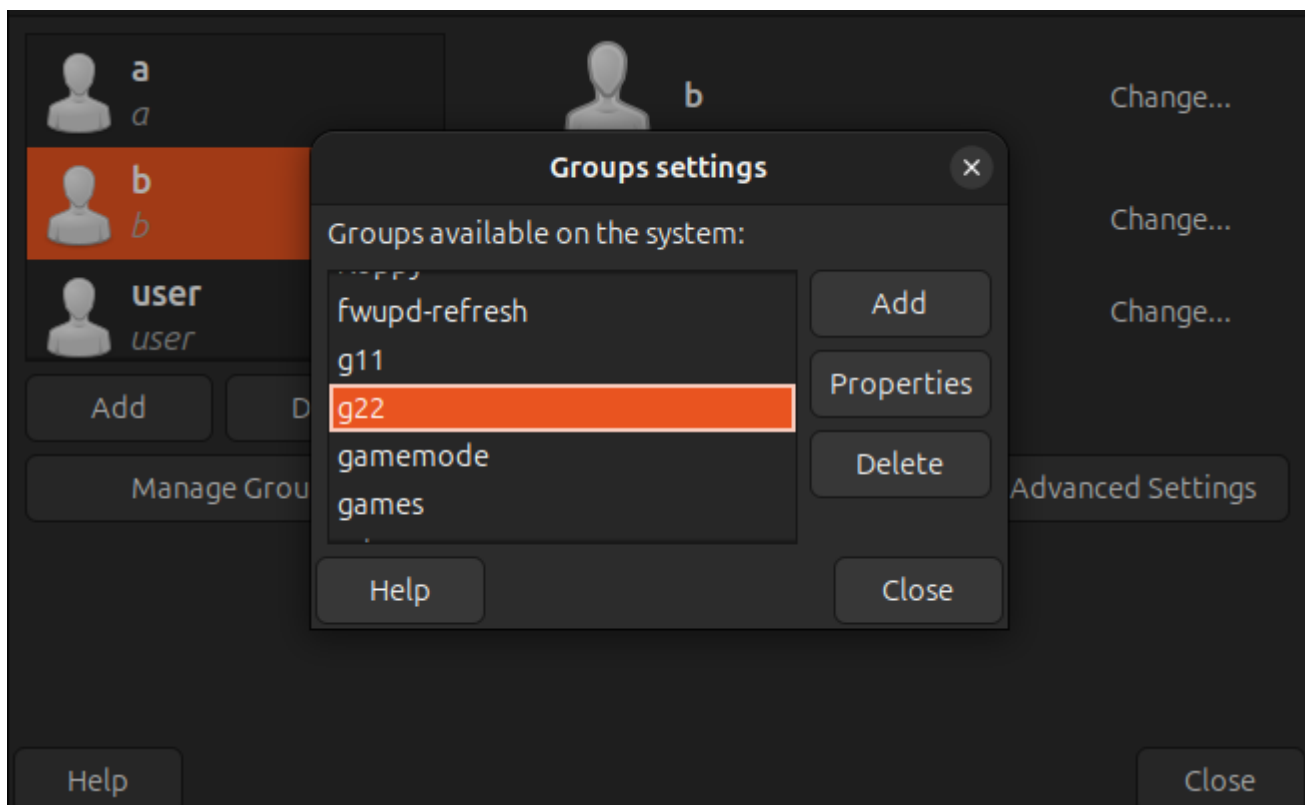 a
a
b
Change...
b
b
Change...
user
user
Change...
Add
D
Manage Grou
Advanced Settings
Groups settings
Groups available on the system:
fwupd-refresh
g11
g22
gamemode
games
Add
Properties
Delete
Help
Close
Help
Close